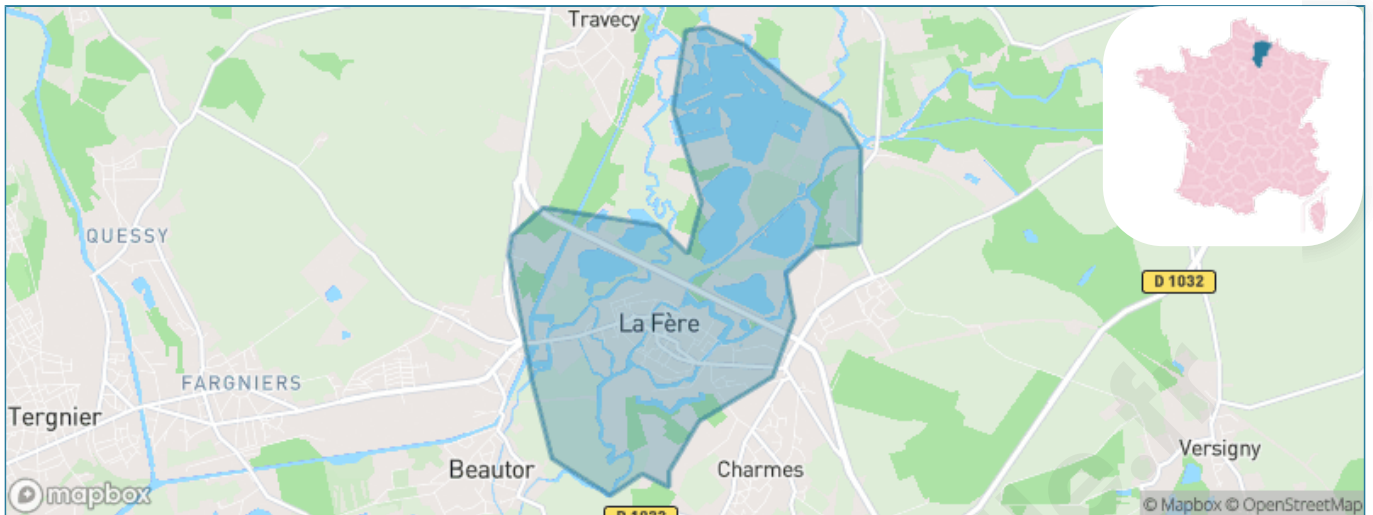 Travecy
QUESSY
D 1032
La Fère
FARGNIERS
Tergnier
Beautor
Charmes
Versigny
mapbox
© Mapbox © OpenStreetMap